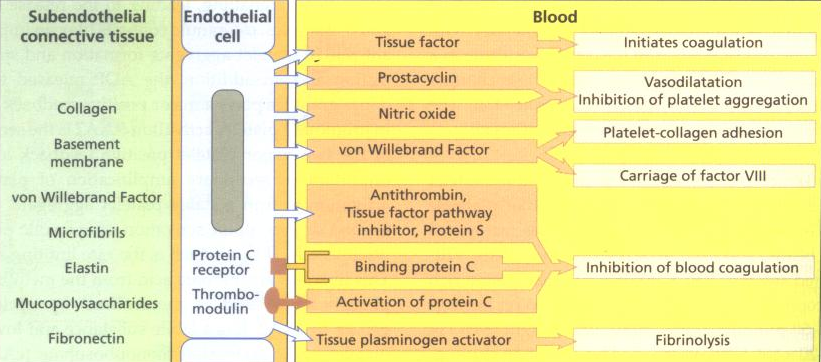 Subendothelial
connective tissue
Endothelial
cell
Blood
Collagen
Basement
membrane
von Willebrand Factor
Microfibrils
Elastin
Mucopolysaccharides
Fibronectin
Protein C
receptor
Thrombo-
modulin
Tissue factor
Prostacyclin
Nitric oxide
von Willebrand Factor
Antithrombin,
Tissue factor pathway
inhibitor, Protein S
Binding protein C
Activation of protein C
Tissue plasminogen activator
Initiates coagulation
Vasodilatation
Inhibition of platelet aggregation
Platelet-collagen adhesion
Carriage of factor VIII
Inhibition of blood coagulation
Fibrinolysis